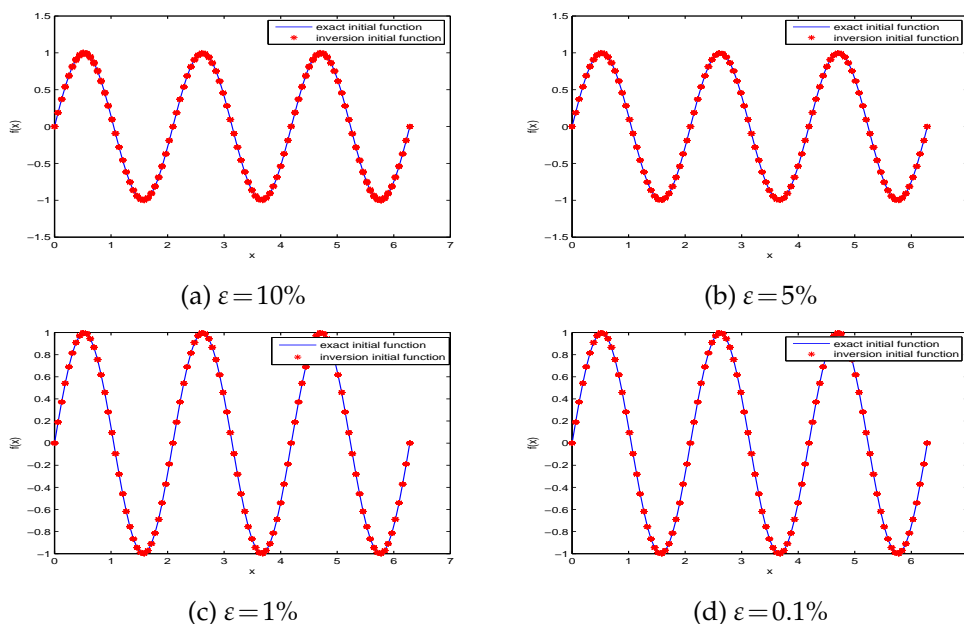 1.5
1
0.5
0
−0.5
−1
−1.5
f(x)
0 1 2 3 4 5 6 7
x
exact initial function
inversion initial function
(a) ε=10%
1.5
1
0.5
0
−0.5
−1
−1.5
f(x)
0 1 2 3 4 5 6
x
exact initial function
inversion initial function
(b) ε=5%
1
0.8
0.6
0.4
0.2
0
−0.2
−0.4
−0.6
−0.8
−1
f(x)
0 1 2 3 4 5 6 7
x
exact initial function
inversion initial function
(c) ε=1%
1
0.8
0.6
0.4
0.2
0
−0.2
−0.4
−0.6
−0.8
−1
f(x)
0 1 2 3 4 5 6
x
exact initial function
inversion initial function
(d) ε=0.1%